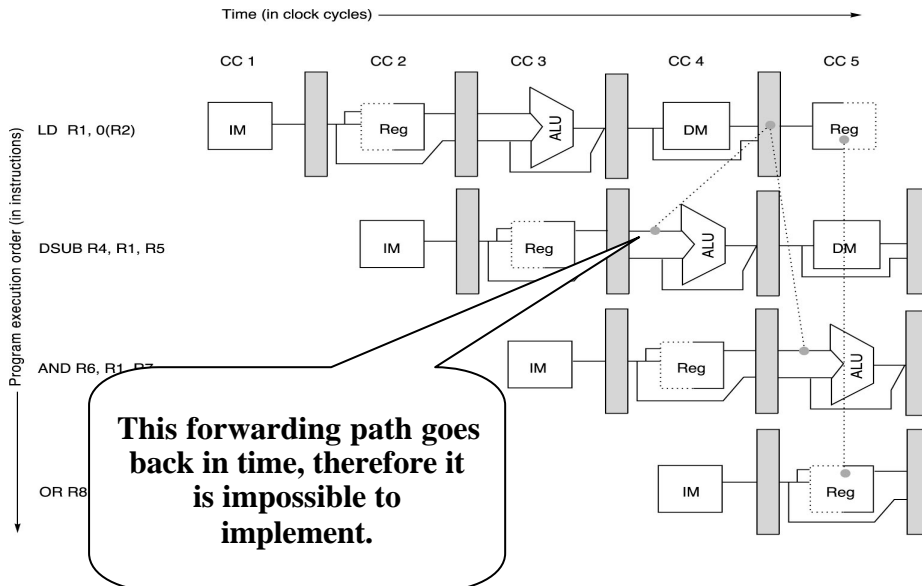 Time (in clock cycles)
CC 1 CC 2 CC 3 CC 4 CC 5
Program execution order (in instructions)
LD R1, 0(R2)
IM Reg ALU DM Reg
DSUB R4, R1, R5
IM Reg ALU DM
AND R6, R1, R7
IM Reg ALU
OR R8
IM Reg
This forwarding path goes
back in time, therefore it
is impossible to
implement.